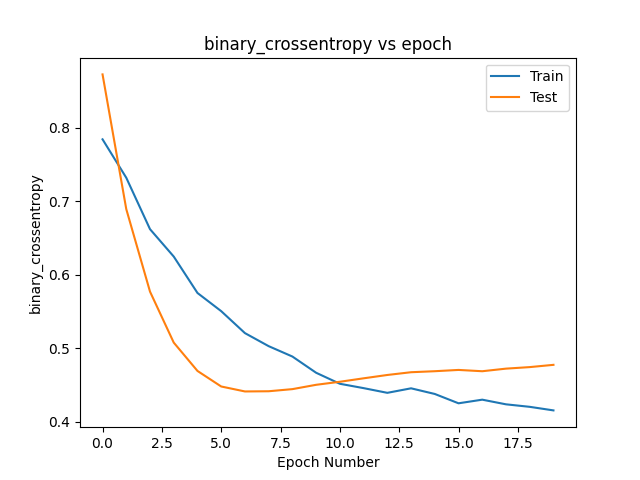 binary_crossentropy vs epoch
Train
Test
binary_crossentropy
0.8
0.7
0.6
0.5
0.4
0.0 2.5 5.0 7.5 10.0 12.5 15.0 17.5
Epoch Number